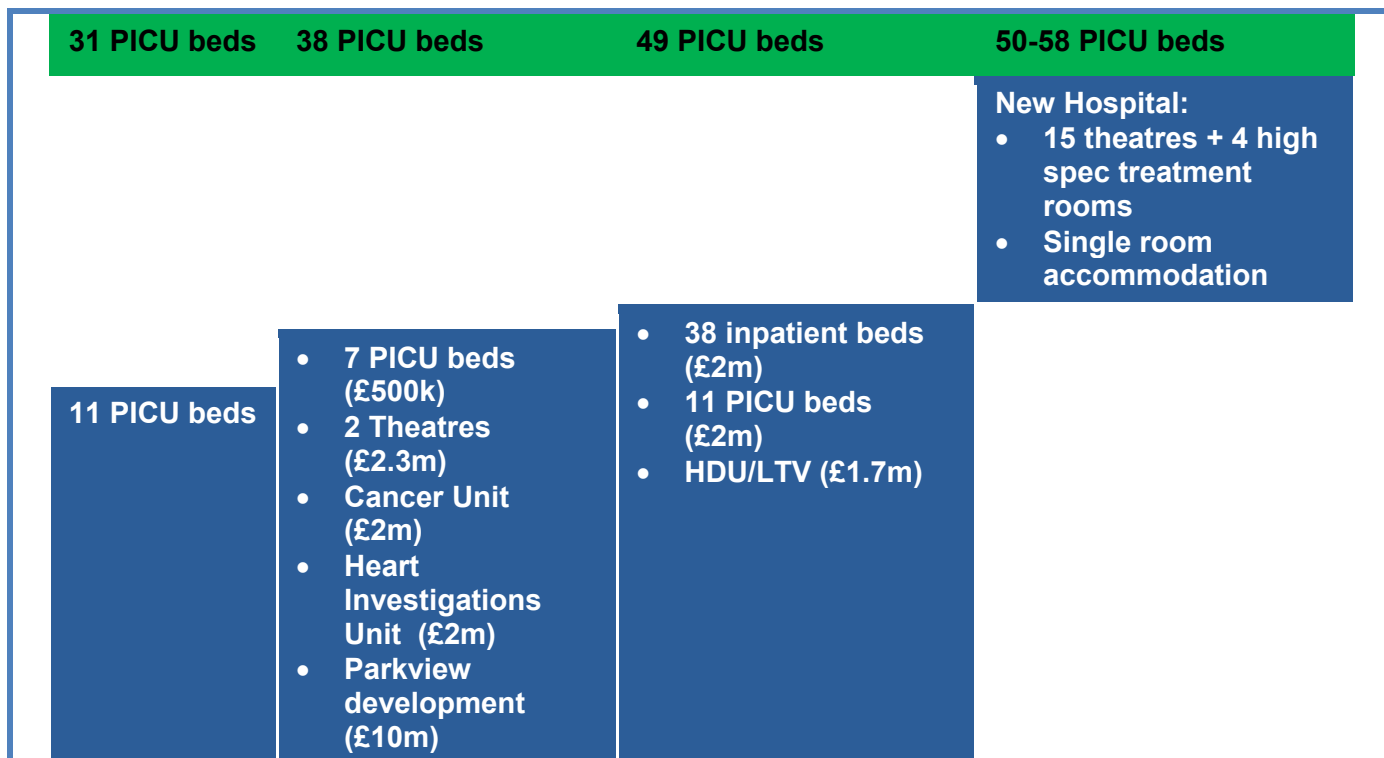 31 PICU beds 38 PICU beds 49 PICU beds 50-58 PICU beds
New Hospital:
• 15 theatres + 4 high
spec treatment
rooms
• Single room
accommodation
11 PICU beds
• 7 PICU beds
(£500k)
• 2 Theatres
(£2.3m)
• Cancer Unit
(£2m)
• Heart
Investigations
Unit (£2m)
• Parkview
development
(£10m)
• 38 inpatient beds
(£2m)
• 11 PICU beds
(£2m)
• HDU/LTV (£1.7m)